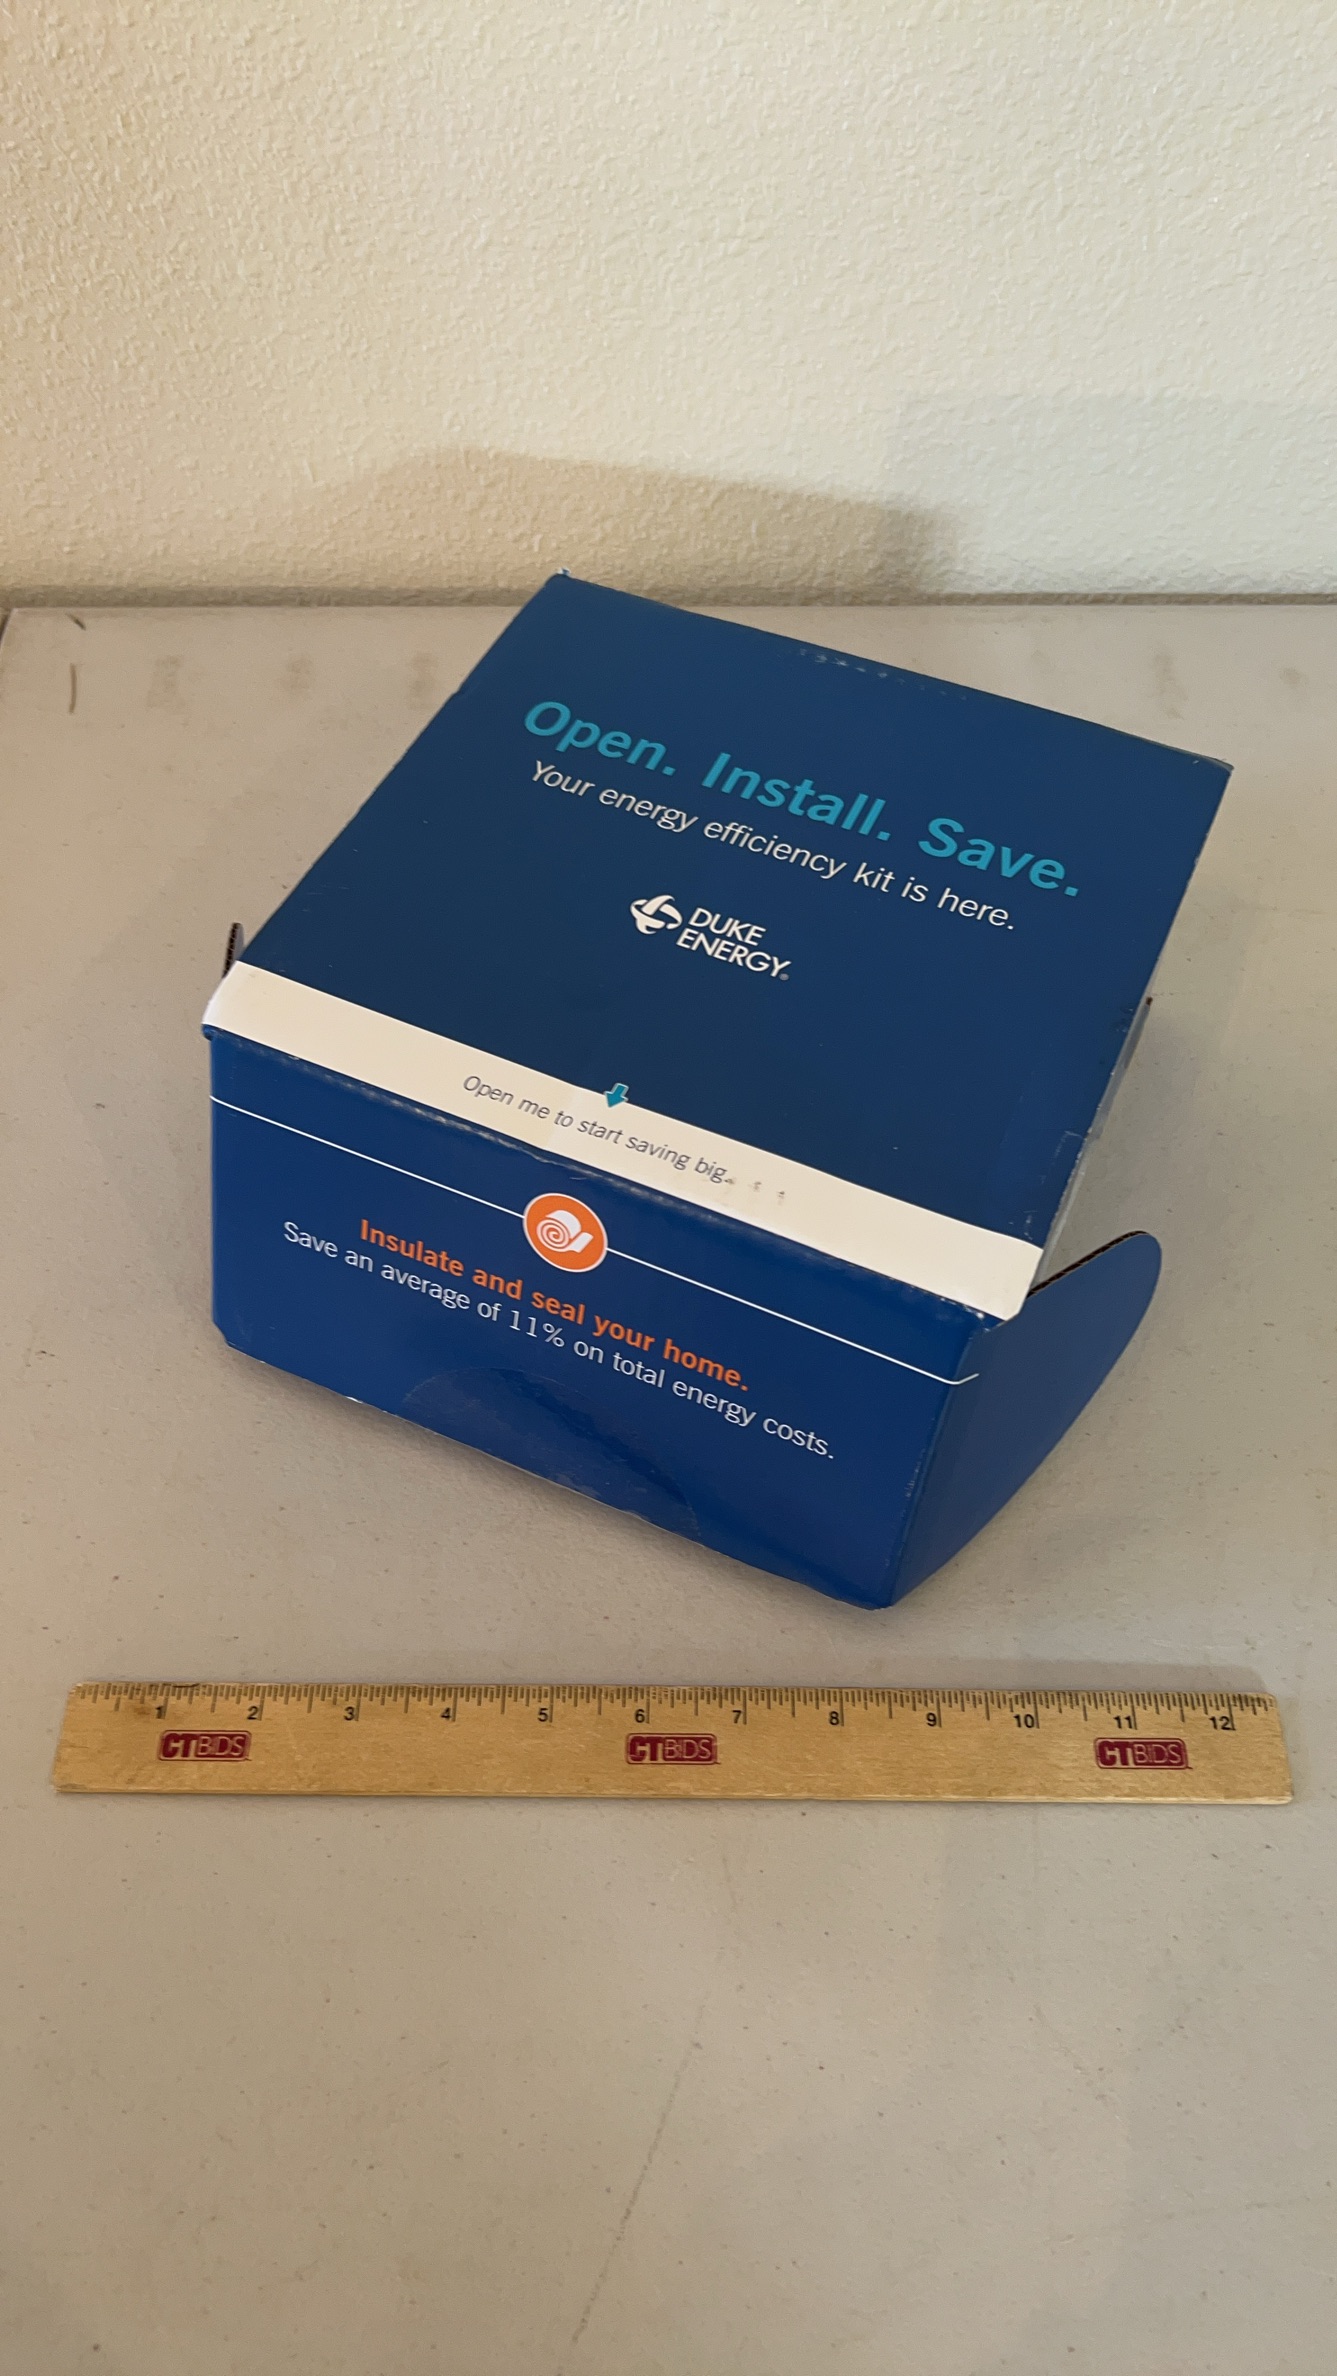 Open. Install. Save.
Your energy efficiency kit is here.
DUKE
ENERGY®
Open me to start saving big.
Insulate and seal your home.
Save an average of 11% on total energy costs.
1 2 3 4 5 6 7 8 9 10 11 12
CTBIDS CTBIDS CTBIDS